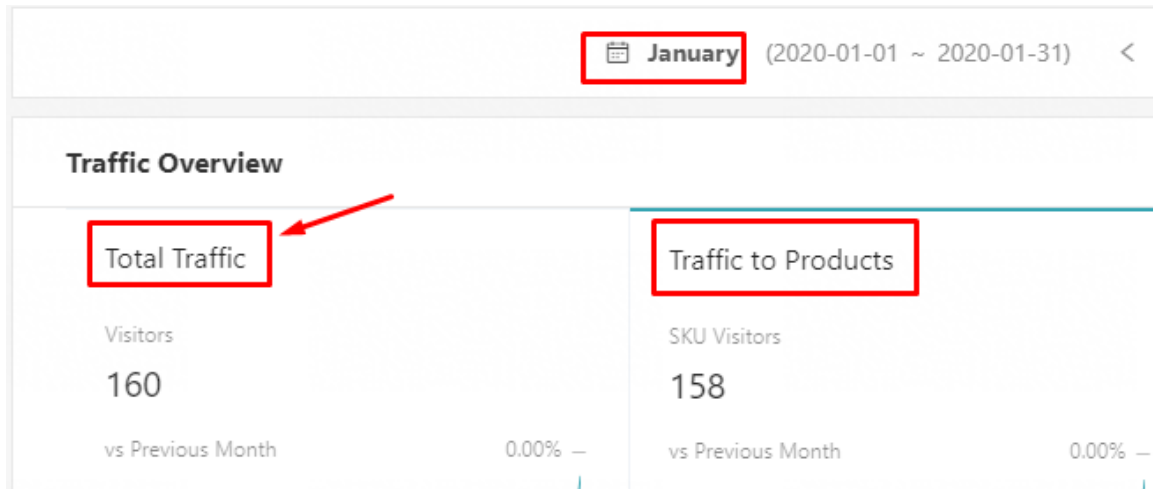 January (2020-01-01 ~ 2020-01-31) <
Traffic Overview
Total Traffic
Traffic to Products
Visitors
SKU Visitors
160
158
vs Previous Month 0.00% —
vs Previous Month 0.00% —